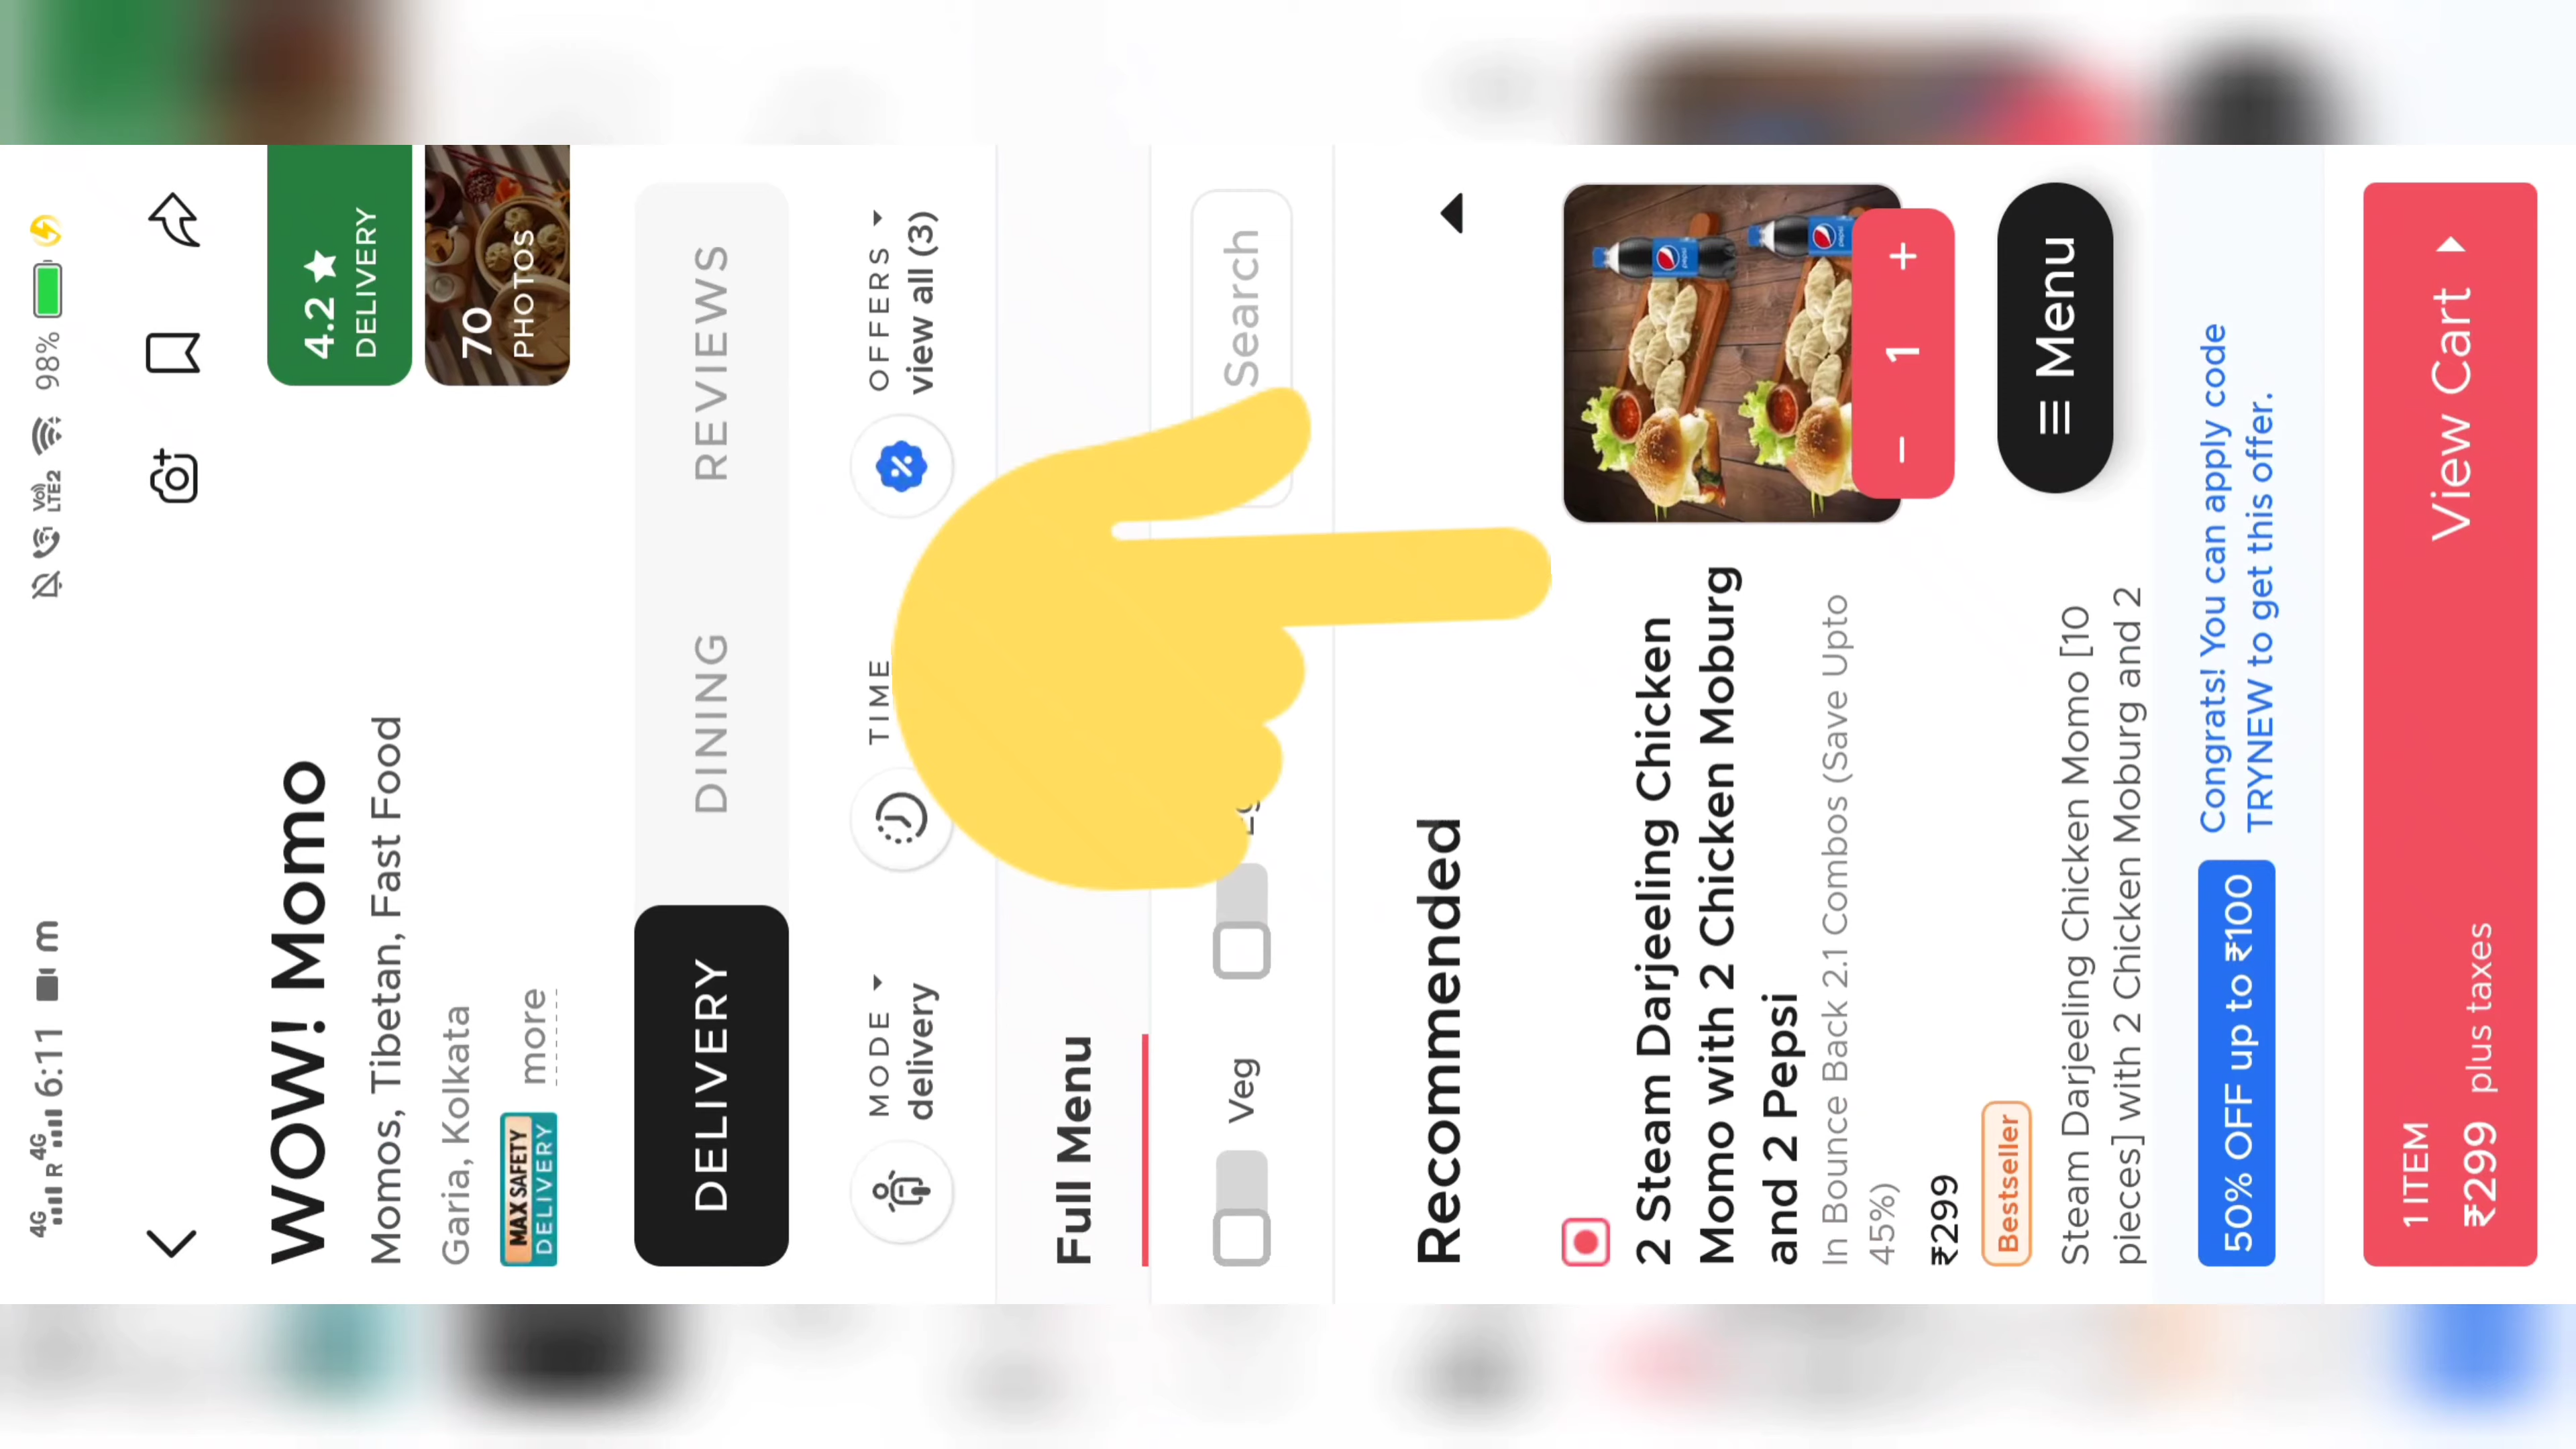 4G R 4G 6:11 m VoI) LTE2 98%
WOW! Momo
Momos, Tibetan, Fast Food
Garia, Kolkata
MAX SAFETY
DELIVERY
more
4.2 ★
DELIVERY
70
PHOTOS
DELIVERY DINING REVIEWS
MODE
delivery
TIME
OFFERS
view all (3)
Full Menu
Veg
Search
Recommended
2 Steam Darjeeling Chicken
Momo with 2 Chicken Moburg
and 2 Pepsi
In Bounce Back 2.1 Combos (Save Upto
45%)
₹299
Bestseller
Steam Darjeeling Chicken Momo [10
pieces] with 2 Chicken Moburg and 2
- 1 +
Menu
50% OFF up to ₹100
Congrats! You can apply code
TRYNEW to get this offer.
1 ITEM
₹299 plus taxes
View Cart